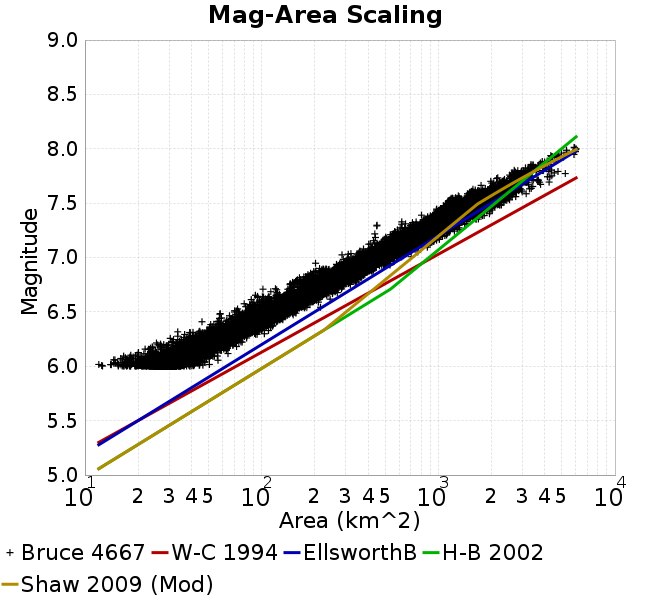 Mag-Area Scaling
9.0
8.5
8.0
7.5
7.0
6.5
6.0
5.5
5.0
Magnitude
10^1 2 3 4 5 10^2 2 3 4 5 10^3 2 3 4 5 10^4
Area (km^2)
Bruce 4667 W-C 1994 EllsworthB H-B 2002
Shaw 2009 (Mod)